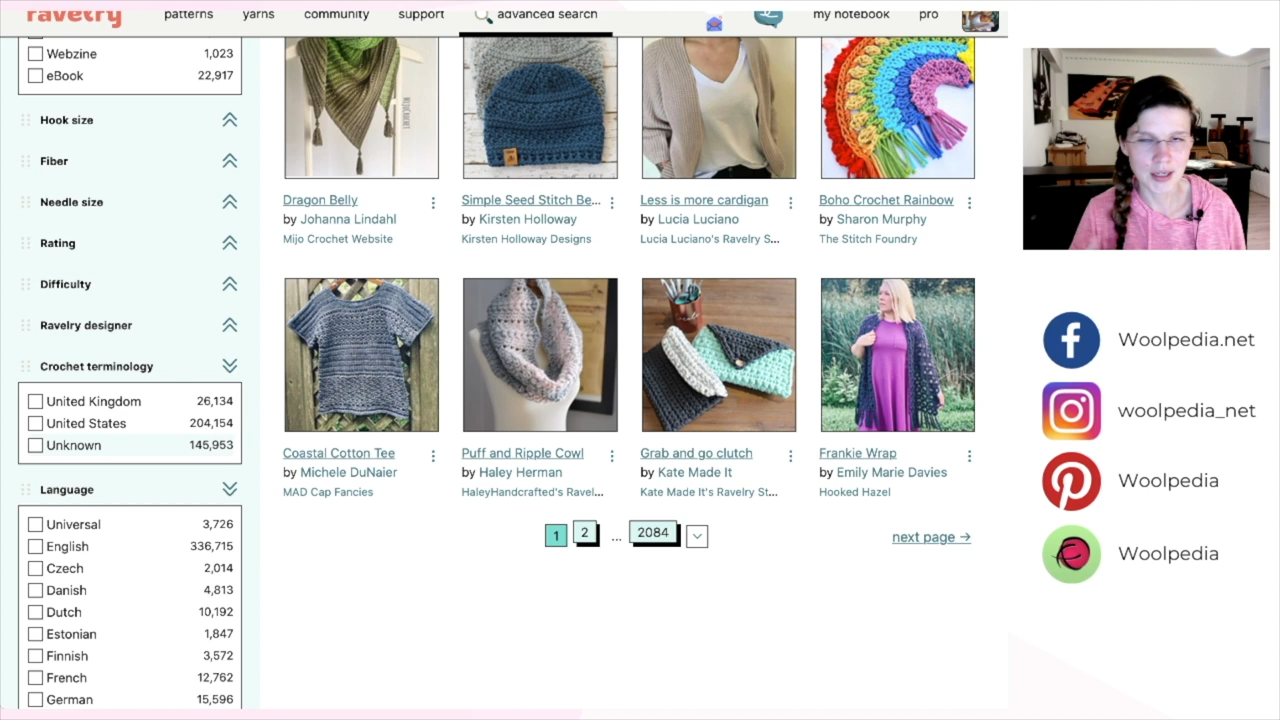 ravelry
patterns
yarns
community
support
advanced search
my notebook
pro
Webzine 1,023
eBook 22,917
Hook size
Fiber
Needle size
Rating
Difficulty
Ravelry designer
Crochet terminology
United Kingdom 26,134
United States 204,154
Unknown 145,953
Language
Universal 3,726
English 336,715
Czech 2,014
Danish 4,813
Dutch 10,192
Estonian 1,847
Finnish 3,572
French 12,762
German 15,596
Dragon Belly
by Johanna Lindahl
Mijo Crochet Website
Simple Seed Stitch Be...
by Kirsten Holloway
Kirsten Holloway Designs
Less is more cardigan
by Lucia Luciano
Lucia Luciano's Ravelry S...
Boho Crochet Rainbow
by Sharon Murphy
The Stitch Foundry
Coastal Cotton Tee
by Michele DuNaier
MAD Cap Fancies
Puff and Ripple Cowl
by Haley Herman
HaleyHandcrafted's Ravel...
Grab and go clutch
by Kate Made It
Kate Made It's Ravelry St...
Frankie Wrap
by Emily Marie Davies
Hooked Hazel
1 2 ... 2084
next page →
Woolpedia.net
woolpedia_net
Woolpedia
Woolpedia